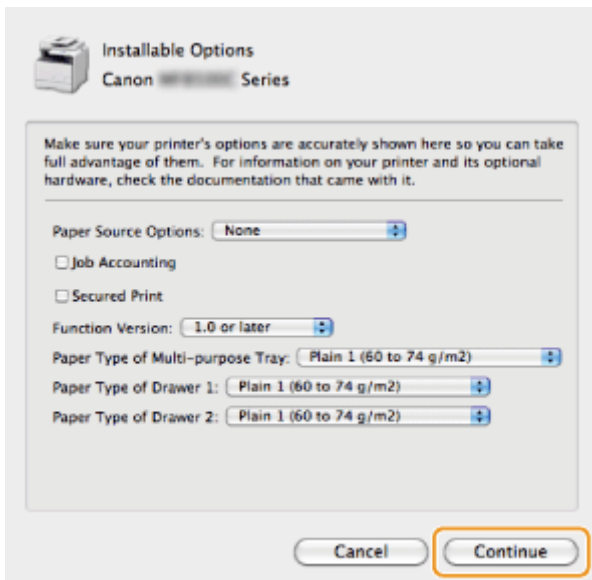 Installable Options
Canon Series
Make sure your printer's options are accurately shown here so you can take
full advantage of them. For information on your printer and its optional
hardware, check the documentation that came with it.
Paper Source Options: None
Job Accounting
Secured Print
Function Version: 1.0 or later
Paper Type of Multi-purpose Tray: Plain 1 (60 to 74 g/m2)
Paper Type of Drawer 1: Plain 1 (60 to 74 g/m2)
Paper Type of Drawer 2: Plain 1 (60 to 74 g/m2)
Cancel Continue